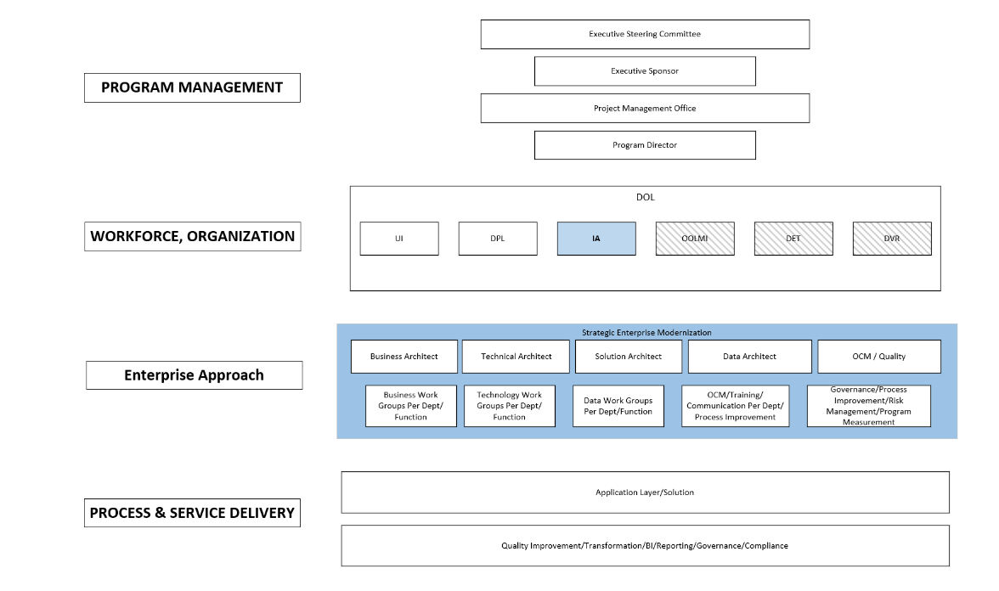 Executive Steering Committee
Executive Sponsor
PROGRAM MANAGEMENT
Project Management Office
Program Director
DOL
WORKFORCE, ORGANIZATION
UI
DPL
IA
OOLMI
DET
DVR
Strategic Enterprise Modernization
Business Architect
Technical Architect
Solution Architect
Data Architect
OCM / Quality
Enterprise Approach
Business Work
Groups Per Dept/
Function
Technology Work
Groups Per Dept/
Function
Data Work Groups
Per Dept/Function
OCM/Training/
Communication Per Dept/
Process Improvement
Governance/Process
Improvement/Risk
Management/Program
Measurement
Application Layer/Solution
PROCESS & SERVICE DELIVERY
Quality Improvement/Transformation/BI/Reporting/Governance/Compliance